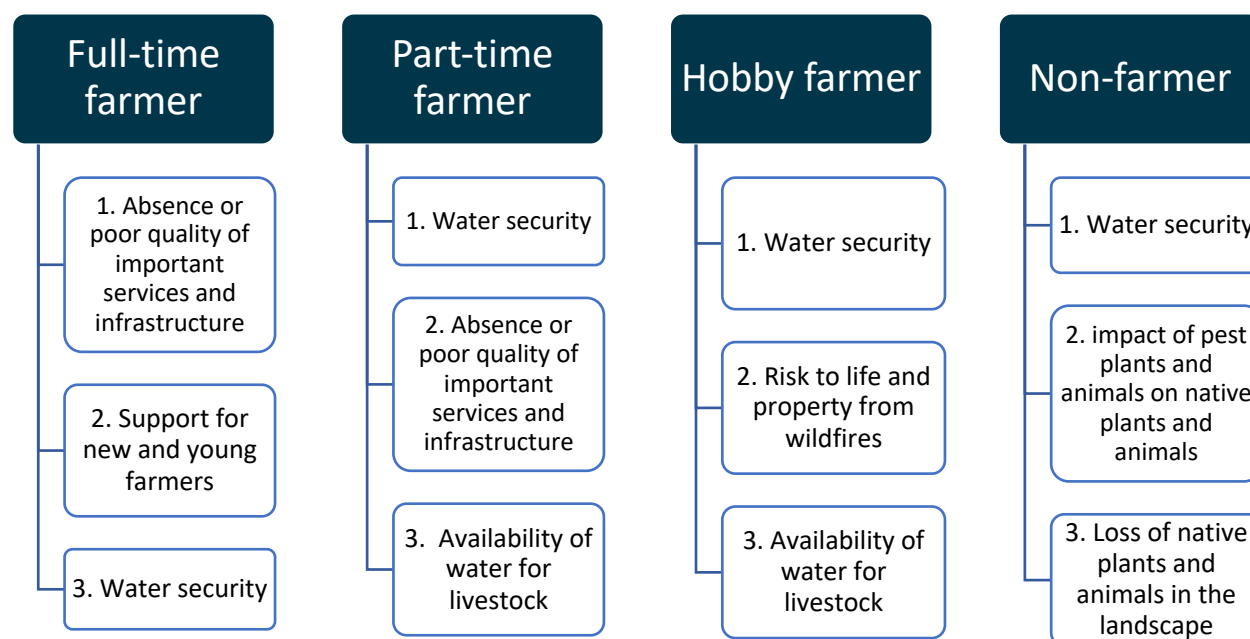 Full-time
farmer
1. Absence or
poor quality of
important
services and
infrastructure
2. Support for
new and young
farmers
3. Water security
Part-time
farmer
1. Water security
2. Absence or
poor quality of
important
services and
infrastructure
3. Availability of
water for
livestock
Hobby farmer
1. Water security
2. Risk to life and
property from
wildfires
3. Availability of
water for
livestock
Non-farmer
1. Water security
2. impact of pest
plants and
animals on native
plants and
animals
3. Loss of native
plants and
animals in the
landscape